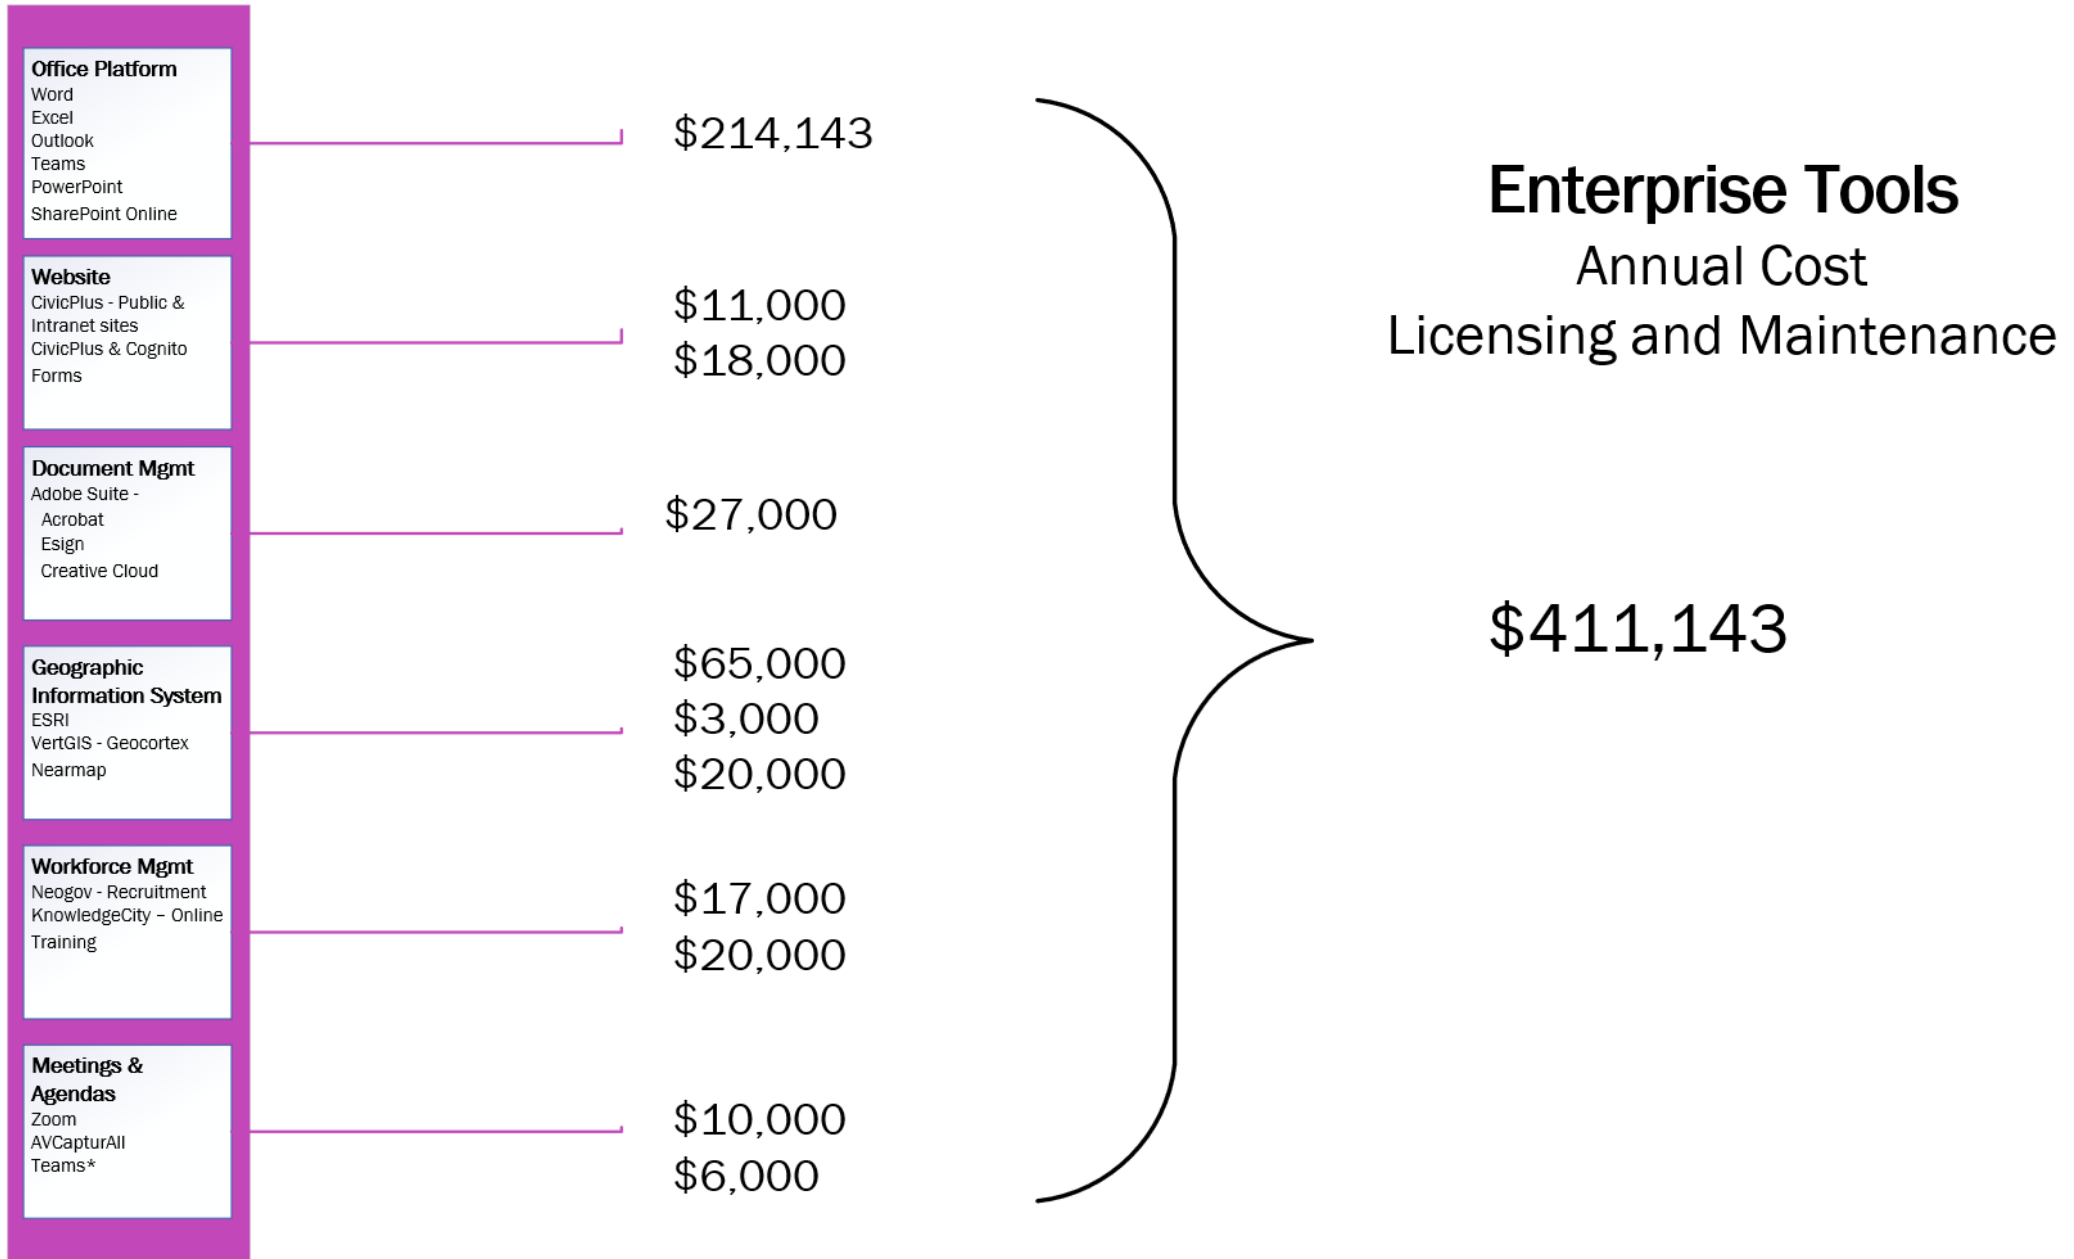 Office Platform
Word
Excel
Outlook
Teams
PowerPoint
SharePoint Online
$214,143
Website
CivicPlus - Public &
Intranet sites
CivicPlus & Cognito
Forms
$11,000
$18,000
Document Mgmt
Adobe Suite -
Acrobat
Esign
Creative Cloud
$27,000
Geographic
Information System
ESRI
VertGIS - Geocortex
Nearmap
$65,000
$3,000
$20,000
Workforce Mgmt
Neogov - Recruitment
KnowledgeCity – Online
Training
$17,000
$20,000
Meetings &
Agendas
Zoom
AVCapturAll
Teams*
$10,000
$6,000
Enterprise Tools
Annual Cost
Licensing and Maintenance
$411,143